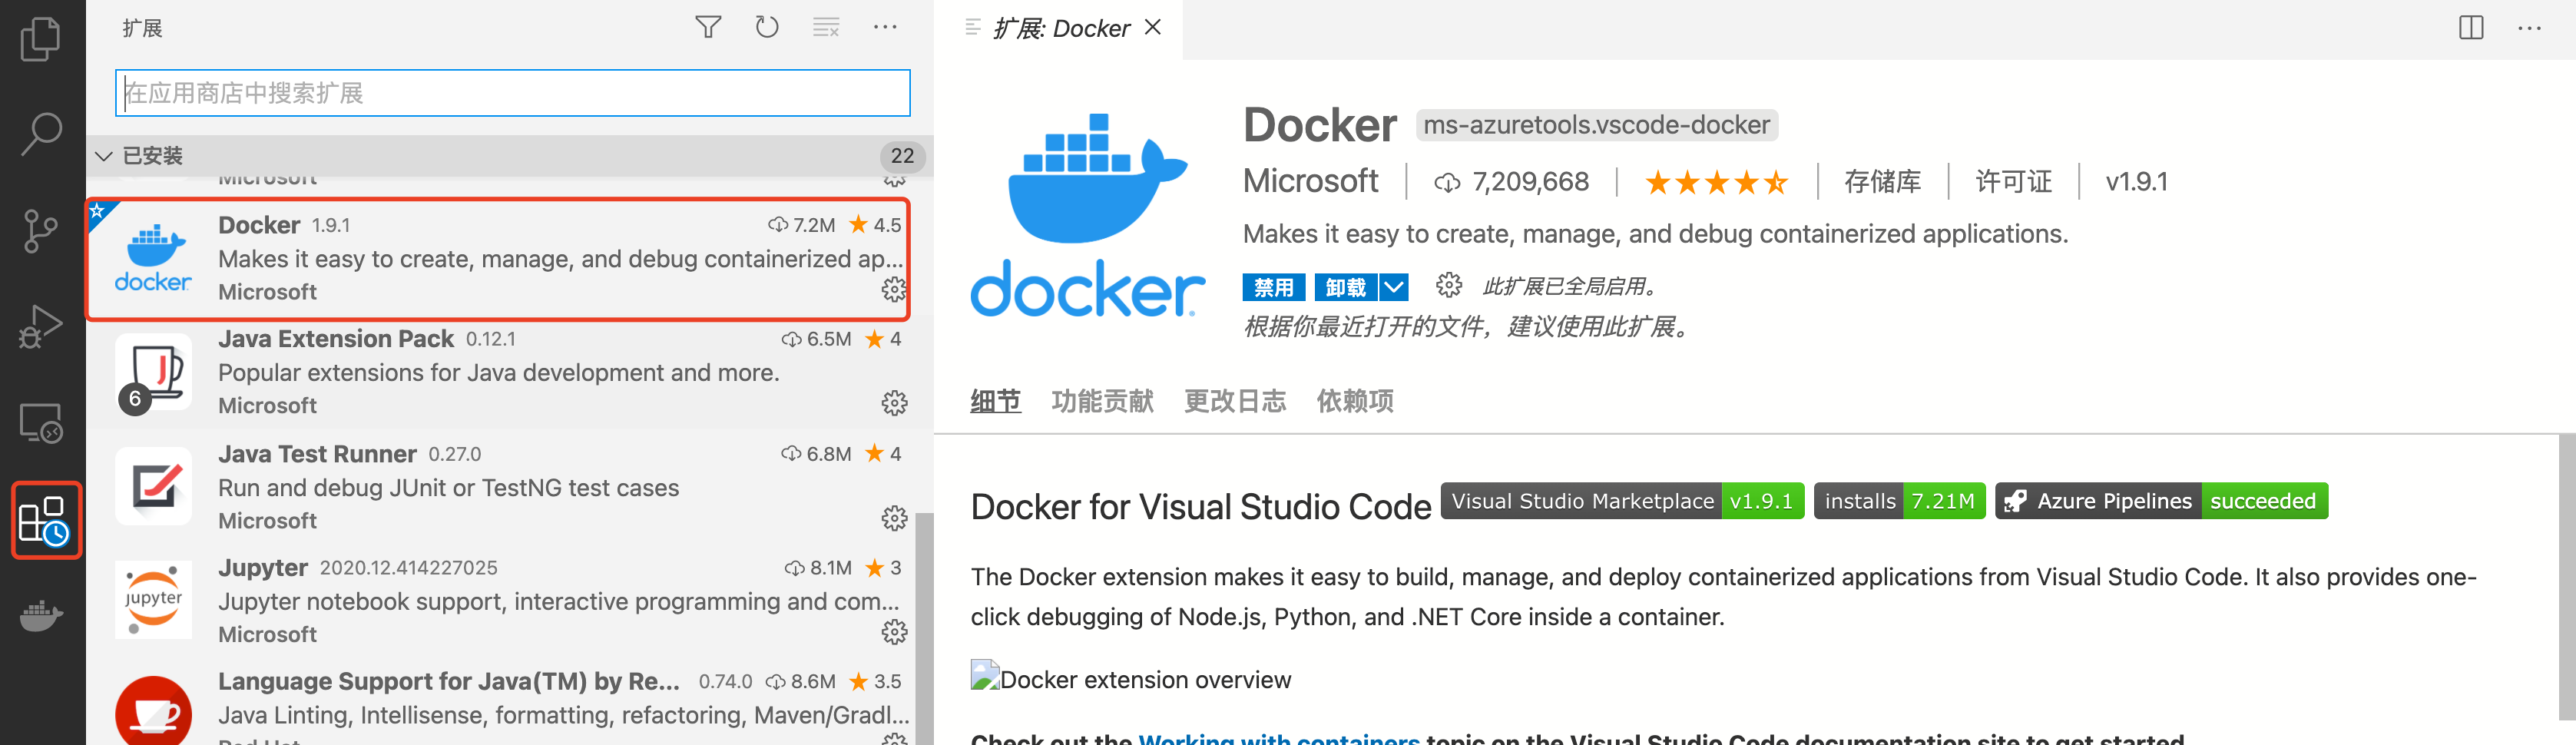 扩展
在应用商店中搜索扩展
已安装 22
Microsoft
Docker 1.9.1 7.2M 4.5
Makes it easy to create, manage, and debug containerized ap...
docker
Microsoft
Java Extension Pack 0.12.1 6.5M 4
Popular extensions for Java development and more.
6
Microsoft
Java Test Runner 0.27.0 6.8M 4
Run and debug JUnit or TestNG test cases
Microsoft
Jupyter 2020.12.414227025 8.1M 3
jupyter
Jupyter notebook support, interactive programming and com...
Microsoft
Language Support for Java(TM) by Re... 0.74.0 8.6M 3.5
Java Linting, Intellisense, formatting, refactoring, Maven/Gradl...
Red Hat
扩展: Docker
docker
Docker ms-azuretools.vscode-docker
Microsoft 7,209,668 存储库 许可证 v1.9.1
Makes it easy to create, manage, and debug containerized applications.
禁用 卸载 此扩展已全局启用。
根据你最近打开的文件，建议使用此扩展。
细节 功能贡献 更改日志 依赖项
Docker for Visual Studio Code Visual Studio Marketplace v1.9.1 installs 7.21M Azure Pipelines succeeded
The Docker extension makes it easy to build, manage, and deploy containerized applications from Visual Studio Code. It also provides one-
click debugging of Node.js, Python, and .NET Core inside a container.
Docker extension overview
Check out the Working with containers topic on the Visual Studio Code documentation site to get started